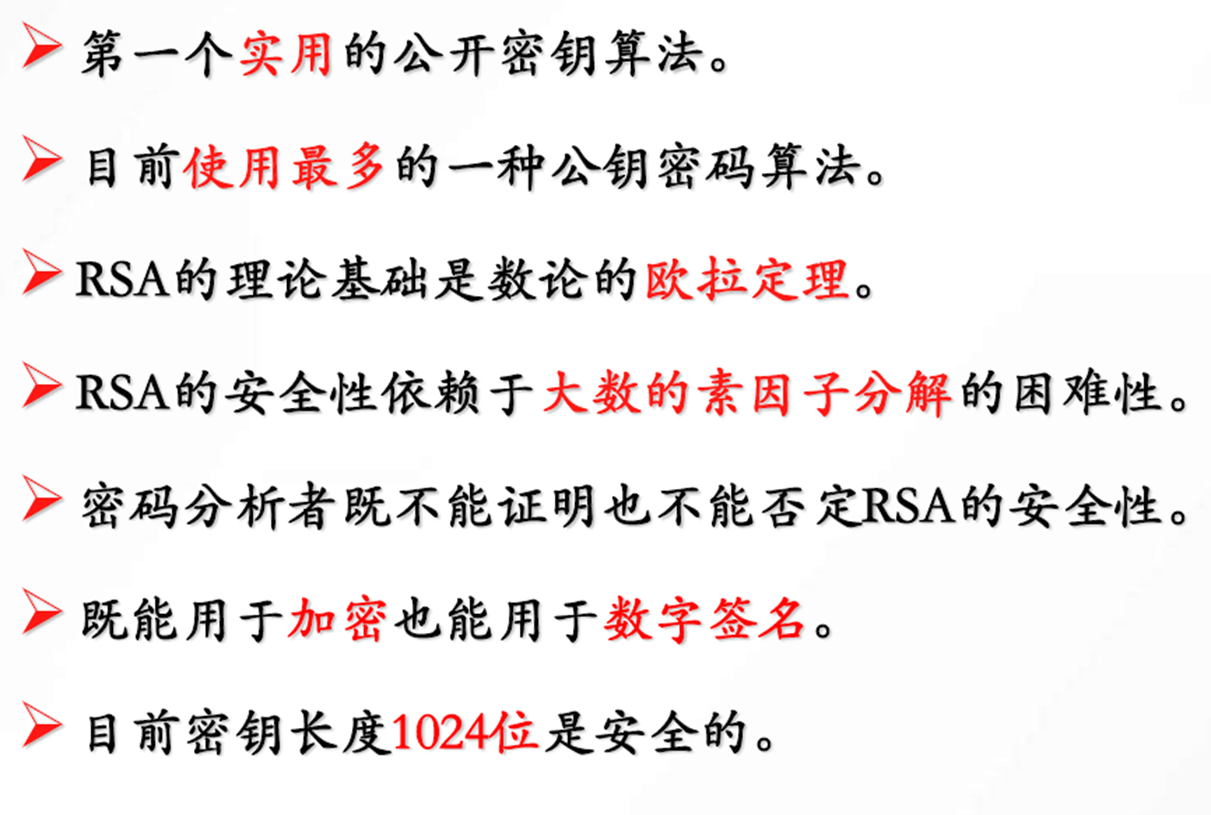 第一个实用的公开密钥算法。
目前使用最多的一种公钥密码算法。
RSA的理论基础是数论的欧拉定理。
RSA的安全性依赖于大数的素因子分解的困难性。
密码分析者既不能证明也不能否定RSA的安全性。
既能用于加密也能用于数字签名。
目前密钥长度1024位是安全的。